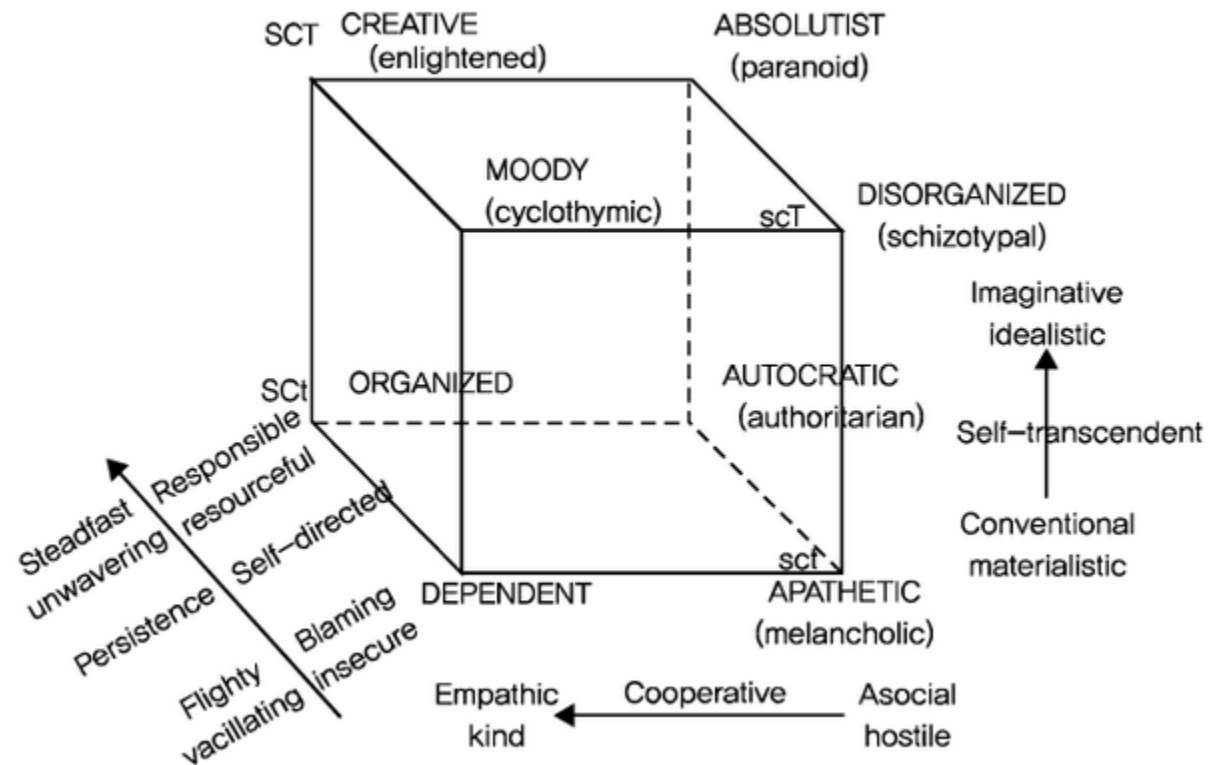 SCT CREATIVE
(enlightened)
ABSOLUTIST
(paranoid)
MOODY
(cyclothymic)
scT
DISORGANIZED
(schizotypal)
Imaginative
idealistic
SCt ORGANIZED
AUTOCRATIC
(authoritarian)
Self-transcendent
Conventional
materialistic
Responsible
resourceful
Steadfast
unwavering
Self-directed
Persistence
Blaming
insecure
Flighty
vacillating
DEPENDENT
sct
APATHETIC
(melancholic)
Empathic
kind
Cooperative
Asocial
hostile